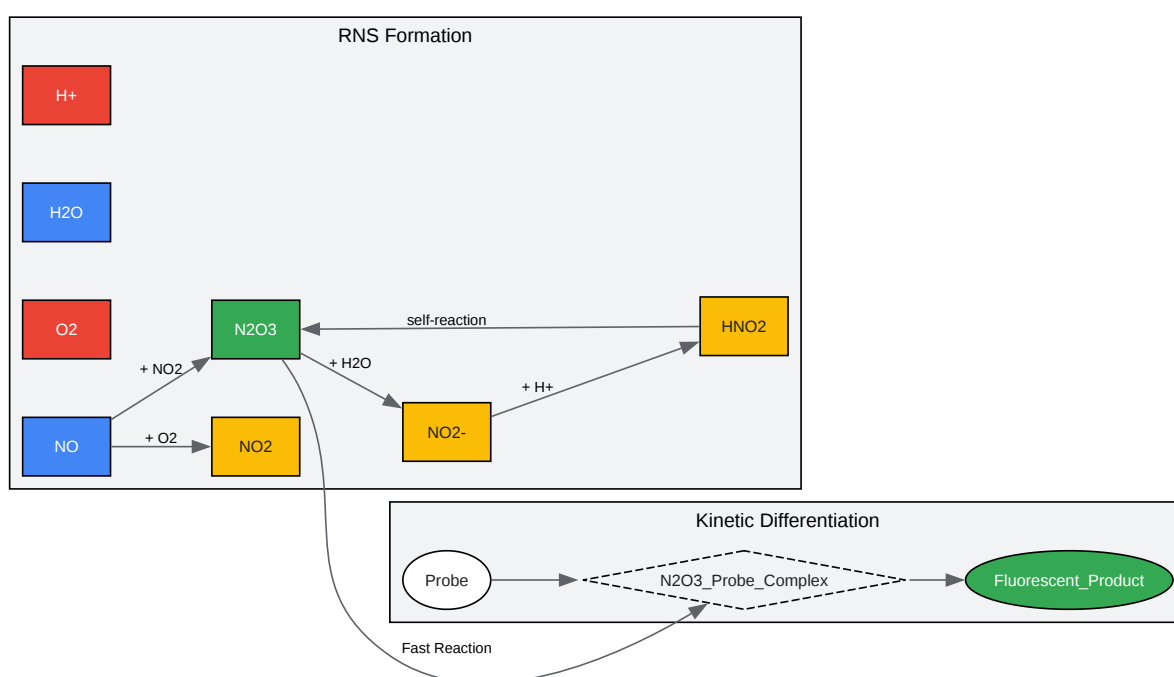 RNS Formation
H+
H2O
O2
N2O3
self-reaction
HNO2
+ NO2
+ H2O
+ H+
NO
+ O2
NO2
NO2-
Kinetic Differentiation
Probe
N2O3_Probe_Complex
Fluorescent_Product
Fast Reaction